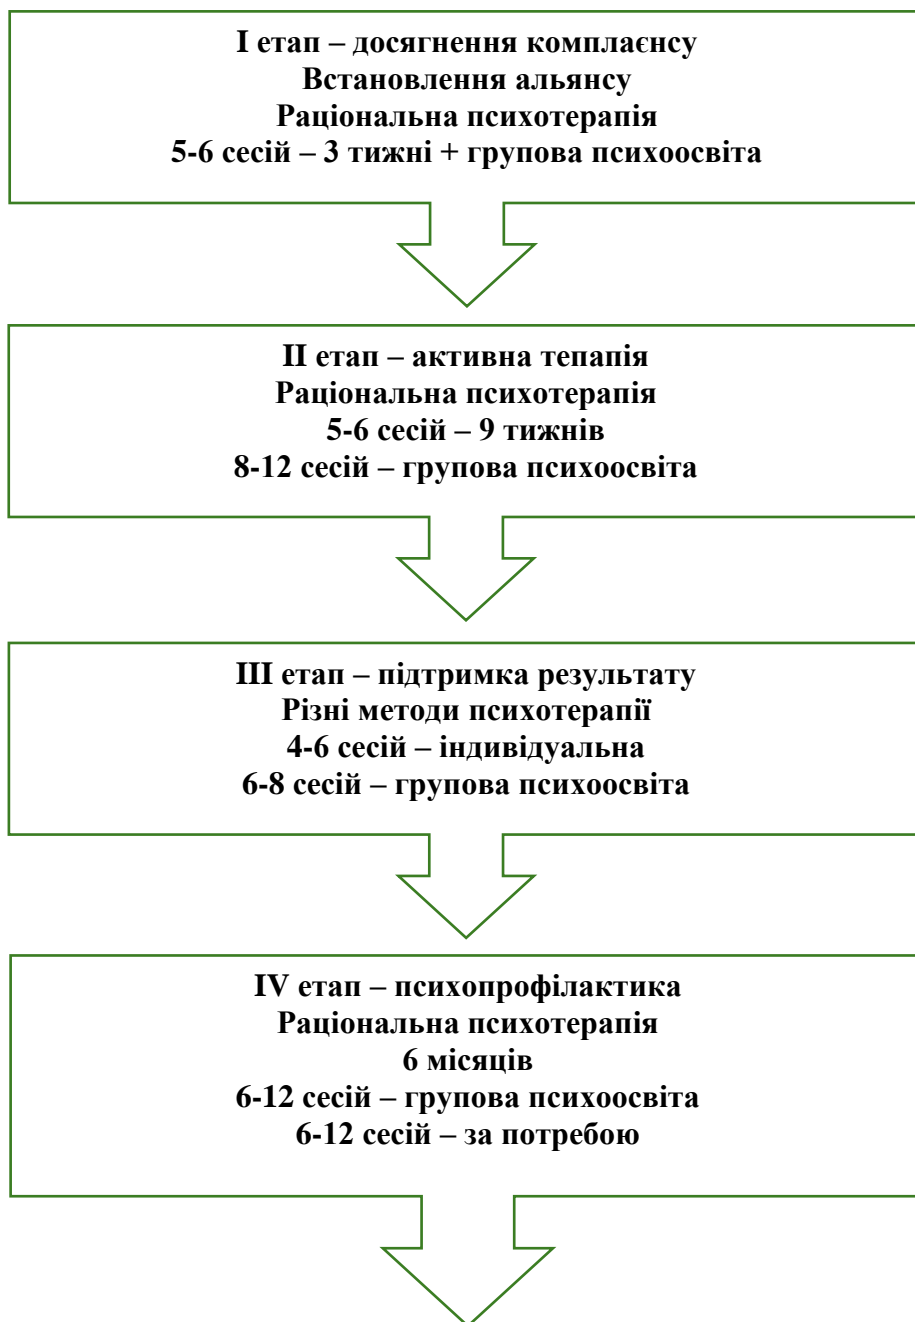 І етап – досягнення комплаєнсу
Встановлення альянсу
Раціональна психотерапія
5-6 сесій – 3 тижні + групова психоосвіта
ІІ етап – активна тепапія
Раціональна психотерапія
5-6 сесій – 9 тижнів
8-12 сесій – групова психоосвіта
ІІІ етап – підтримка результату
Різні методи психотерапії
4-6 сесій – індивідуальна
6-8 сесій – групова психоосвіта
IV етап – психопрофілактика
Раціональна психотерапія
6 місяців
6-12 сесій – групова психоосвіта
6-12 сесій – за потребою